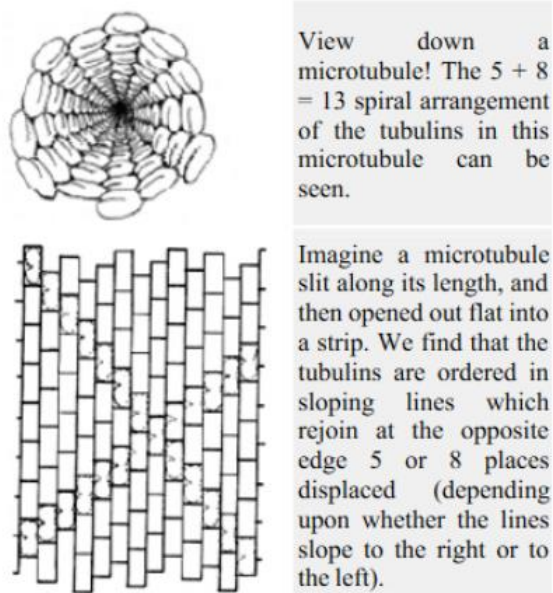 View down a
microtubule! The 5 + 8
= 13 spiral arrangement
of the tubulins in this
microtubule can be
seen.
Imagine a microtubule
slit along its length, and
then opened out flat into
a strip. We find that the
tubulins are ordered in
sloping lines which
rejoin at the opposite
edge 5 or 8 places
displaced (depending
upon whether the lines
slope to the right or to
the left).